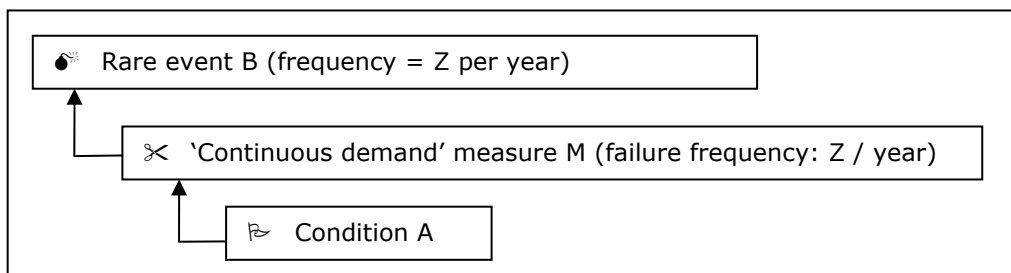 Rare event B (frequency = Z per year)
‘Continuous demand’ measure M (failure frequency: Z / year)
Condition A